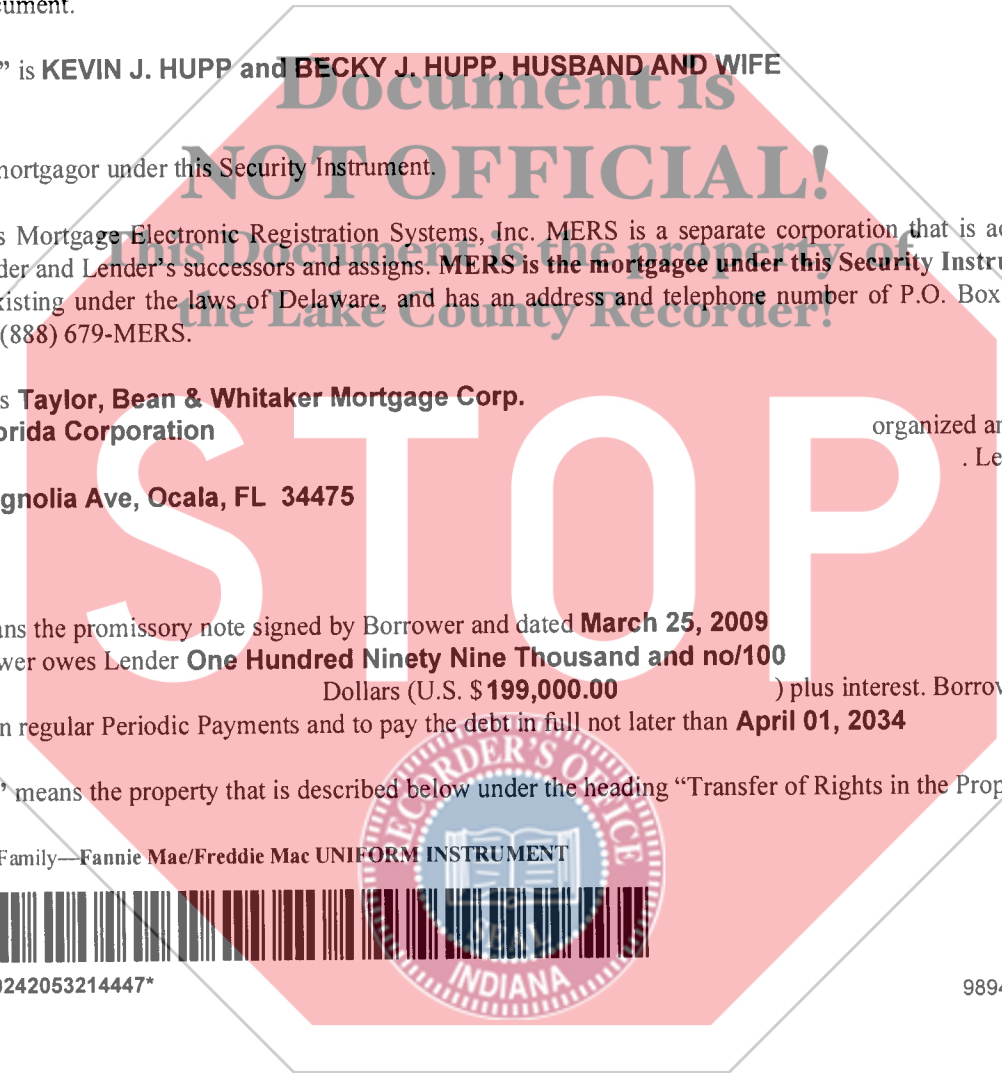 cument.
” is KEVIN J. HUPP and BECKY J. HUPP, HUSBAND AND WIFE
Document is
mortgagor under this Security Instrument.
NOT OFFICIAL!
s Mortgage Electronic Registration Systems, Inc. MERS is a separate corporation that is ac
This Document is the property of
der and Lender’s successors and assigns. MERS is the mortgagee under this Security Instru
xisting under the laws of Delaware, and has an address and telephone number of P.O. Box
the Lake County Recorder!
(888) 679-MERS.
s Taylor, Bean & Whitaker Mortgage Corp.
orida Corporation
organized an
. Le
gnolia Ave, Ocala, FL 34475
STOP
ans the promissory note signed by Borrower and dated March 25, 2009
wer owes Lender One Hundred Ninety Nine Thousand and no/100
Dollars (U.S. $199,000.00 ) plus interest. Borrov
n regular Periodic Payments and to pay the debt in full not later than April 01, 2034
” means the property that is described below under the heading “Transfer of Rights in the Prop
RECORDER'S OFFICE
Family—Fannie Mae/Freddie Mac UNIFORM INSTRUMENT
SEAL
INDIANA
0242053214447*
9894